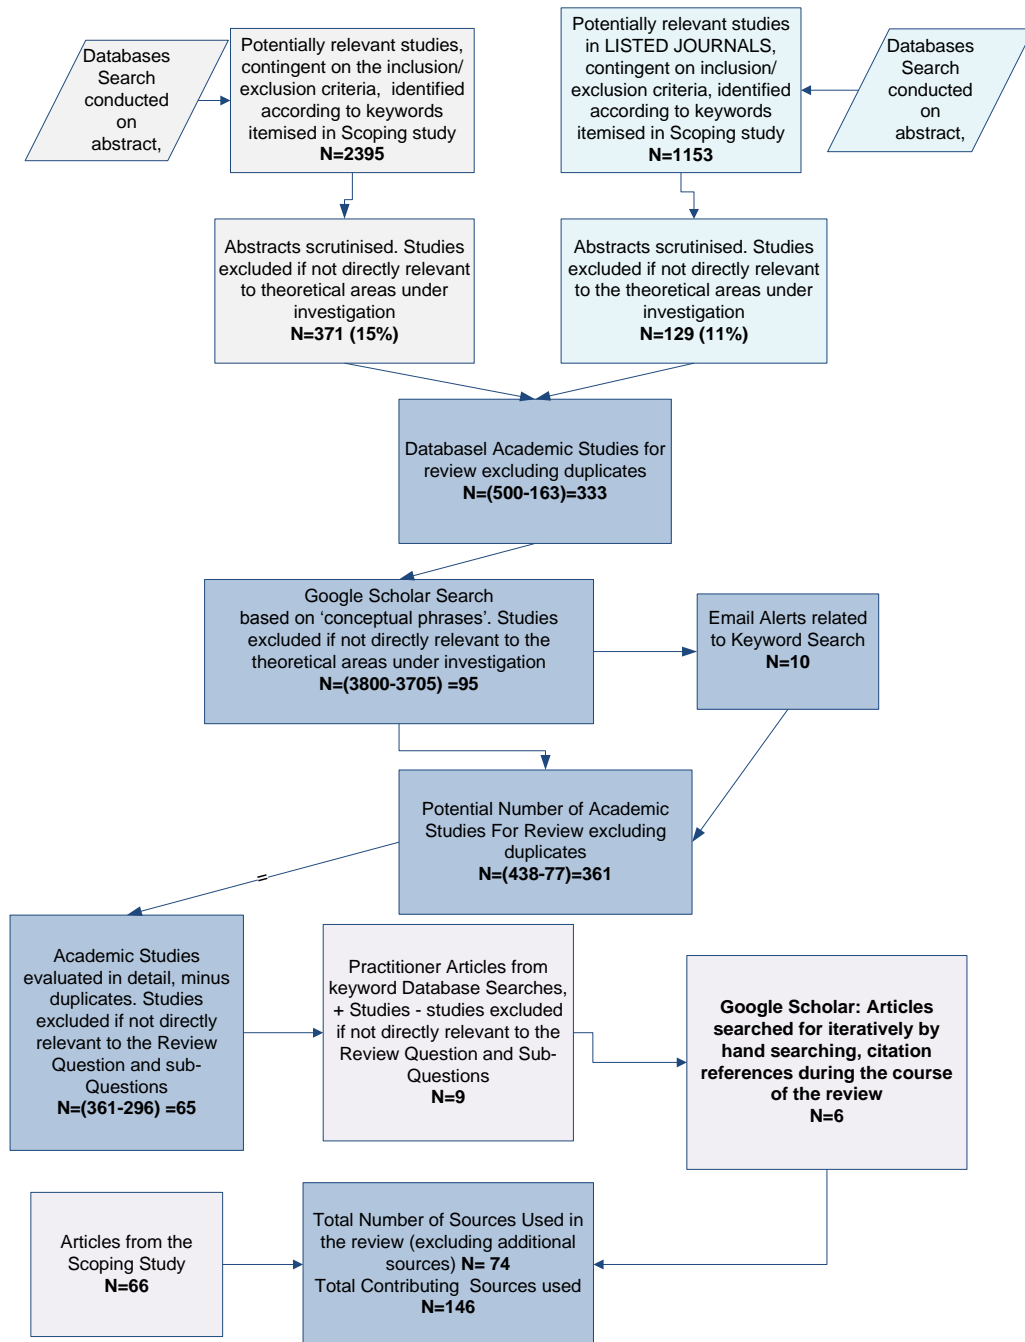 Databases
Search
conducted
on
abstract,
Potentially relevant studies,
contingent on the inclusion/
exclusion criteria, identified
according to keywords
itemised in Scoping study
N=2395
Potentially relevant studies
in LISTED JOURNALS,
contingent on inclusion/
exclusion criteria, identified
according to keywords
itemised in Scoping study
N=1153
Databases
Search
conducted
on
abstract,
Abstracts scrutinised. Studies
excluded if not directly relevant
to theoretical areas under
investigation
N=371 (15%)
Abstracts scrutinised. Studies
excluded if not directly relevant
to the theoretical areas under
investigation
N=129 (11%)
Databasel Academic Studies for
review excluding duplicates
N=(500-163)=333
Google Scholar Search
based on ‘conceptual phrases’. Studies
excluded if not directly relevant to the
theoretical areas under investigation
N=(3800-3705) =95
Email Alerts related
to Keyword Search
N=10
Potential Number of Academic
Studies For Review excluding
duplicates
N=(438-77)=361
=
Academic Studies
evaluated in detail, minus
duplicates. Studies
excluded if not directly
relevant to the Review
Question and sub-
Questions
N=(361-296) =65
Practitioner Articles from
keyword Database Searches,
+ Studies - studies excluded
if not directly relevant to the
Review Question and Sub-
Questions
N=9
Google Scholar: Articles
searched for iteratively by
hand searching, citation
references during the course
of the review
N=6
Articles from the
Scoping Study
N=66
Total Number of Sources Used in
the review (excluding additional
sources) N= 74
Total Contributing Sources used
N=146